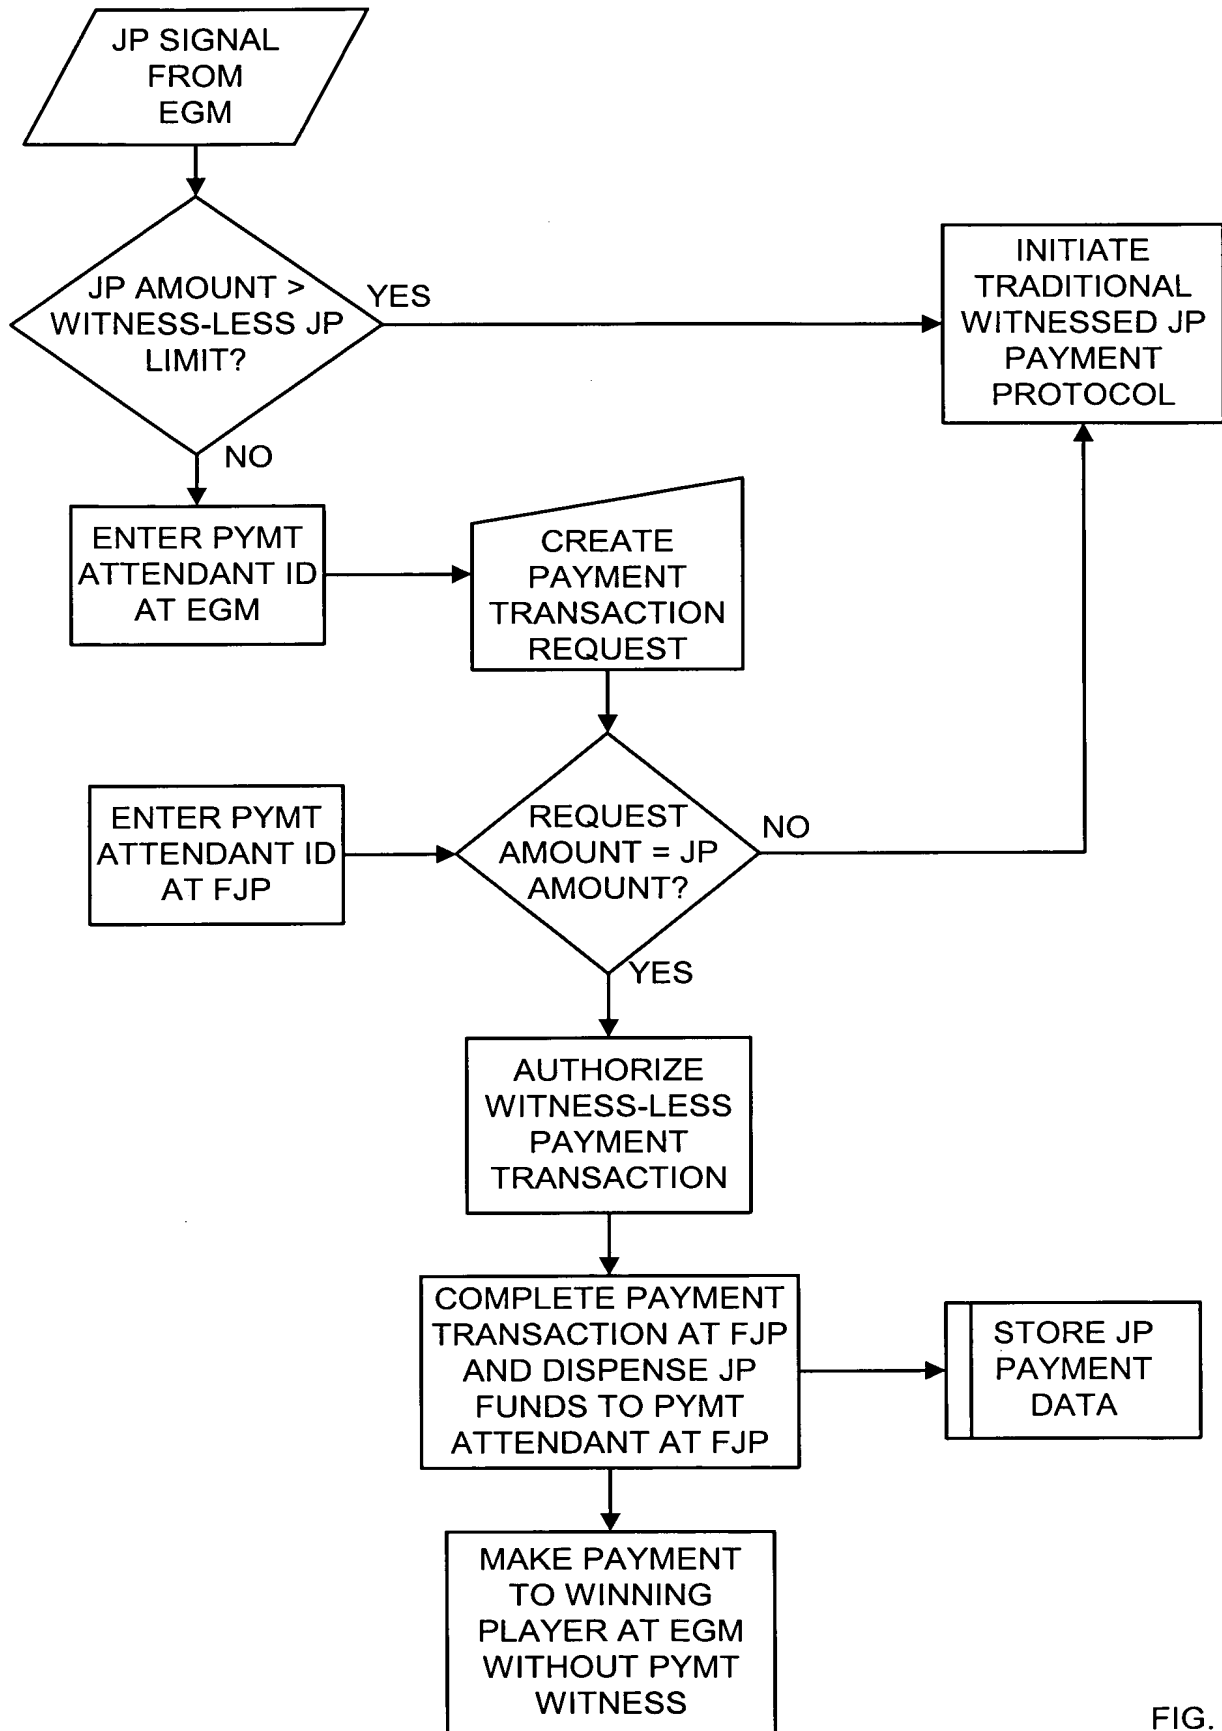 JP SIGNAL
FROM
EGM
JP AMOUNT >
WITNESS-LESS JP
LIMIT?
YES
INITIATE
TRADITIONAL
WITNESSED JP
PAYMENT
PROTOCOL
NO
ENTER PYMT
ATTENDANT ID
AT EGM
CREATE
PAYMENT
TRANSACTION
REQUEST
ENTER PYMT
ATTENDANT ID
AT FJP
REQUEST
AMOUNT = JP
AMOUNT?
NO
YES
AUTHORIZE
WITNESS-LESS
PAYMENT
TRANSACTION
COMPLETE PAYMENT
TRANSACTION AT FJP
AND DISPENSE JP
FUNDS TO PYMT
ATTENDANT AT FJP
STORE JP
PAYMENT
DATA
MAKE PAYMENT
TO WINNING
PLAYER AT EGM
WITHOUT PYMT
WITNESS
FIG.